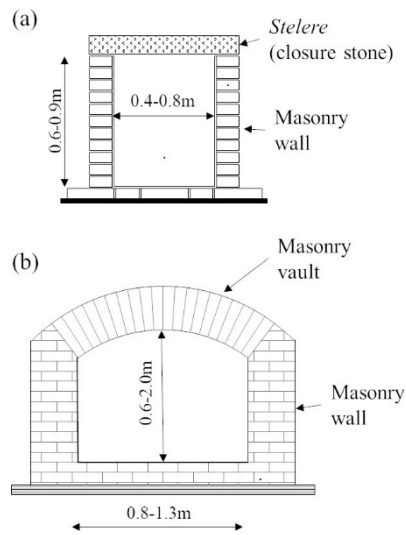 (a)
Stelere
(closure stone)
0.4-0.8m
0.6-0.9m
Masonry
wall
(b)
Masonry
vault
0.6-2.0m
Masonry
wall
0.8-1.3m